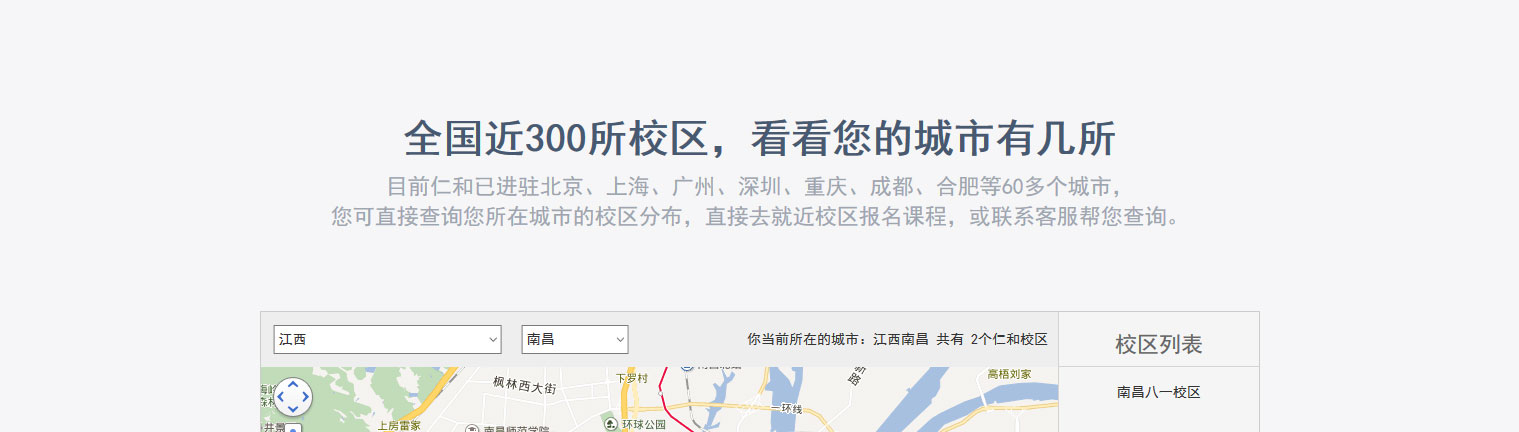 全国近300所校区，看看您的城市有几所
目前仁和已进驻北京、上海、广州、深圳、重庆、成都、合肥等60多个城市，
您可直接查询您所在城市的校区分布，直接去就近校区报名课程，或联系客服帮您查询。
江西
南昌
你当前所在的城市：江西南昌 共有 2个仁和校区
校区列表
南昌八一校区
枫林西大街
下罗村
高梧刘家
一环线
上房雷家
环球公园
南昌师范学院